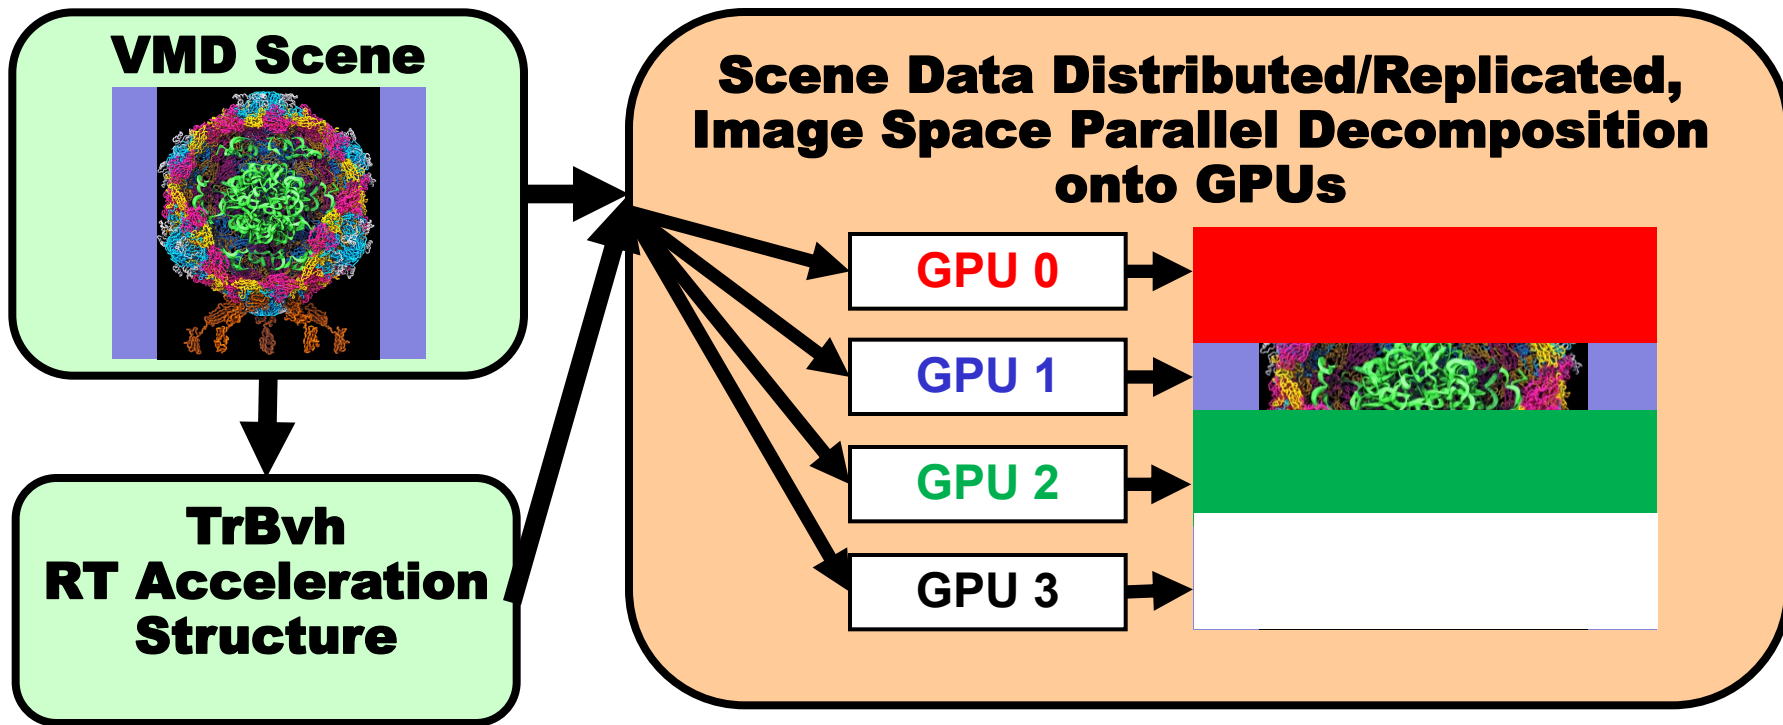 VMD Scene
TrBvh
RT Acceleration
Structure
Scene Data Distributed/Replicated,
Image Space Parallel Decomposition
onto GPUs
GPU 0
GPU 1
GPU 2
GPU 3